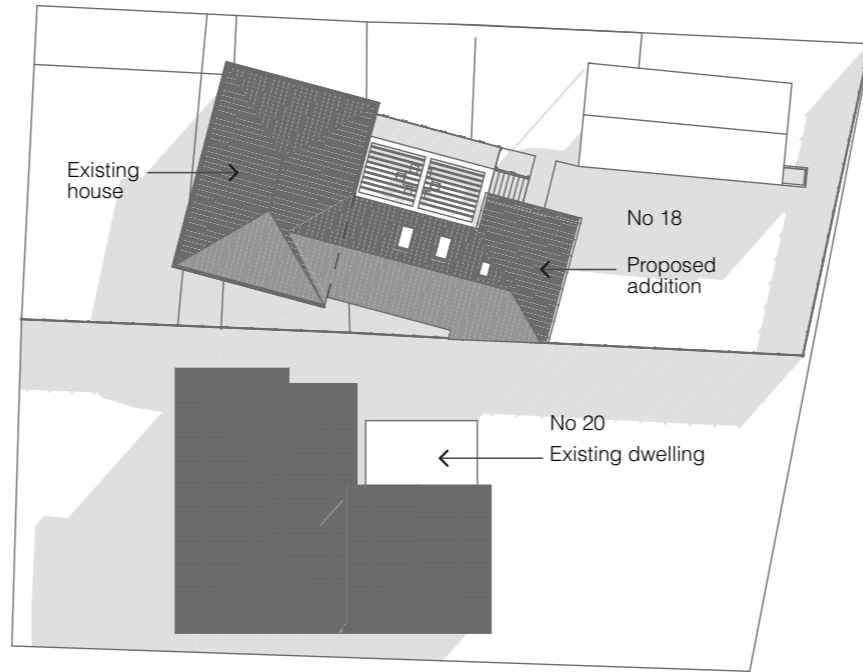 Existing
house
No 18
Proposed
addition
No 20
Existing dwelling